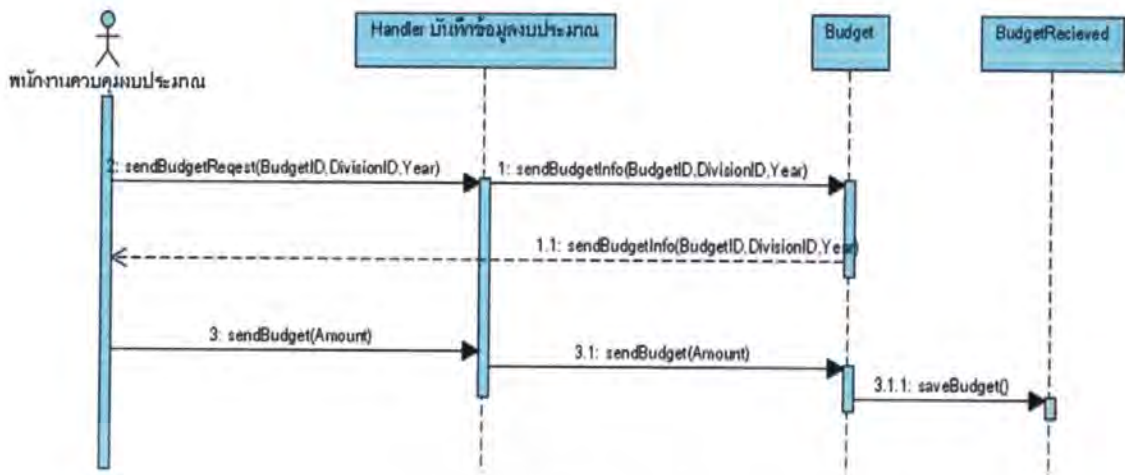 Handler บันทึกข้อมูลงบประมาณ
Budget
BudgetRecieved
พนักงานควบคุมงบประมาณ
2: sendBudgetReqest(BudgetID,DivisionID,Year)
1: sendBudgetInfo(BudgetID,DivisionID,Year)
1.1: sendBudgetInfo(BudgetID,DivisionID,Year)
3: sendBudget(Amount)
3.1: sendBudget(Amount)
3.1.1: saveBudget()